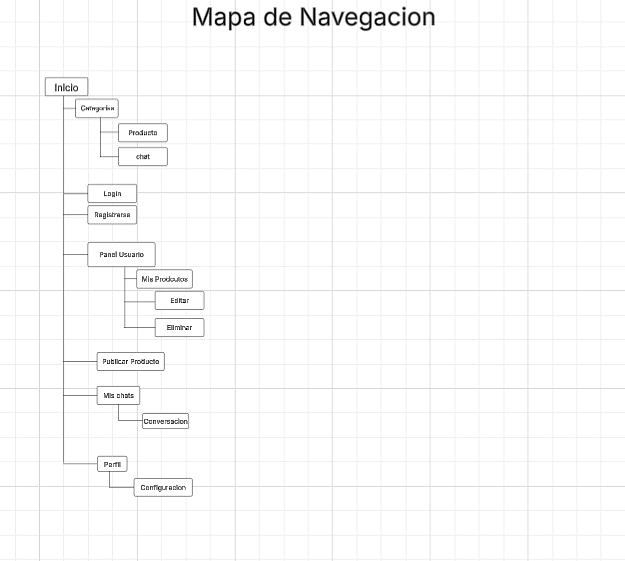 Mapa de Navegacion
Inicio
Categorias
Producto
chat
Login
Registrarse
Panel Usuario
Mis Productos
Editar
Eliminar
Publicar Producto
Mis chats
Conversacion
Perfil
Configuracion